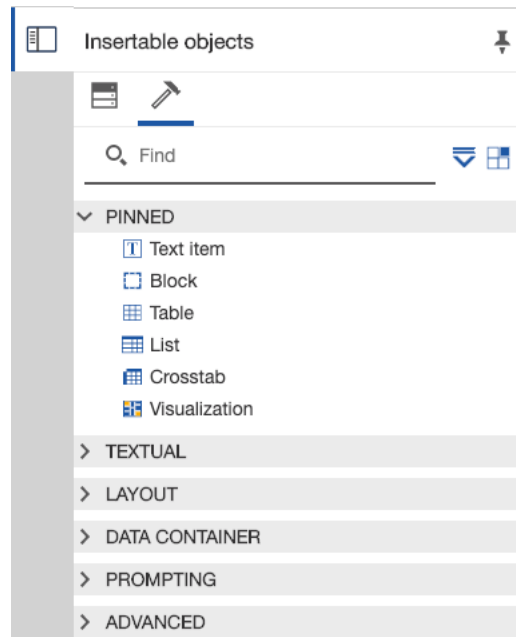 Insertable objects
Find
PINNED
Text item
Block
Table
List
Crosstab
Visualization
TEXTUAL
LAYOUT
DATA CONTAINER
PROMPTING
ADVANCED